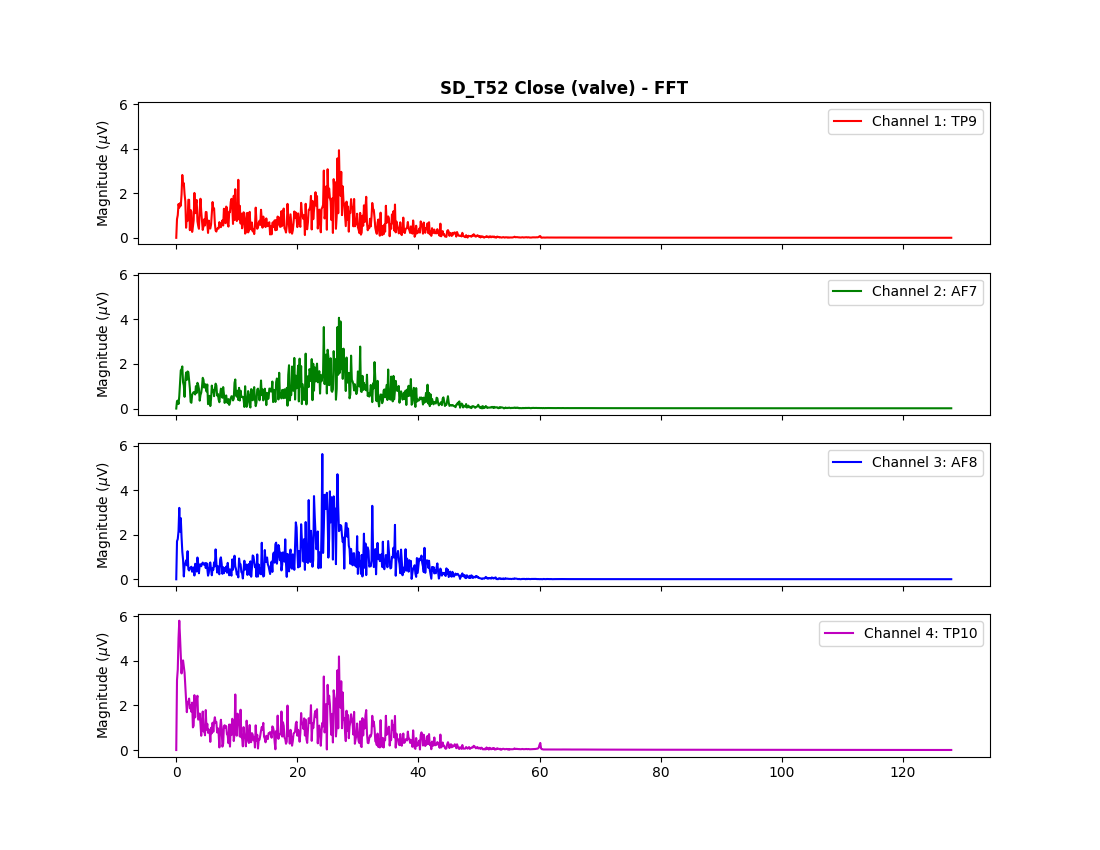 SD_T52 Close (valve) - FFT
6
4
2
0
Magnitude (μV)
Channel 1: TP9
6
4
2
0
Magnitude (μV)
Channel 2: AF7
6
4
2
0
Magnitude (μV)
Channel 3: AF8
6
4
2
0
Magnitude (μV)
Channel 4: TP10
0 20 40 60 80 100 120